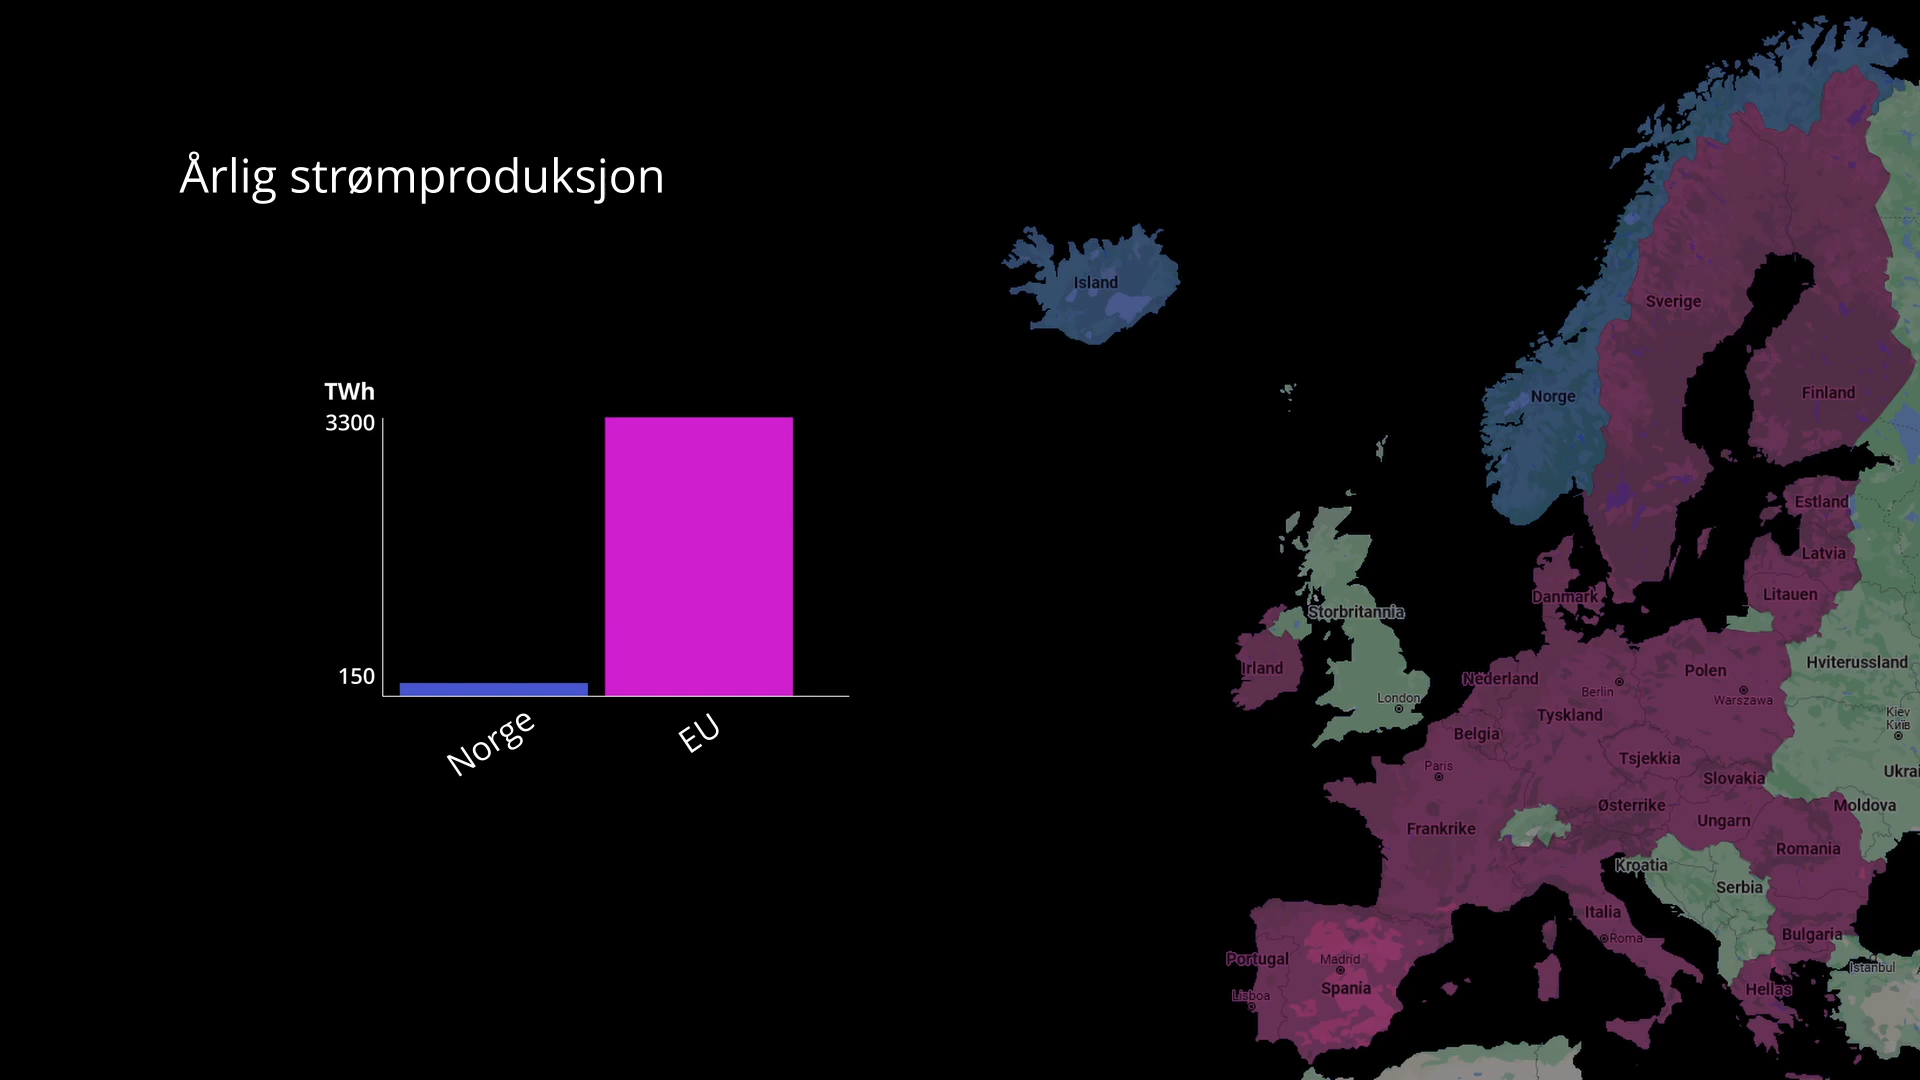 Årlig strømproduksjon
TWh
3300
150
Norge
EU
Island
Sverige
Norge
Finland
Estland
Latvia
Litauen
Danmark
Storbritannia
Irland
London
Nederland
Berlin
Polen
Warszawa
Hviterussland
Tyskland
Belgia
Kiev
Київ
Paris
Tsjekkia
Slovakia
Ukrai
Østerrike
Moldova
Ungarn
Frankrike
Romania
Kroatia
Serbia
Italia
Roma
Bulgaria
Portugal
Madrid
Istanbul
Spania
Lisboa
Hellas